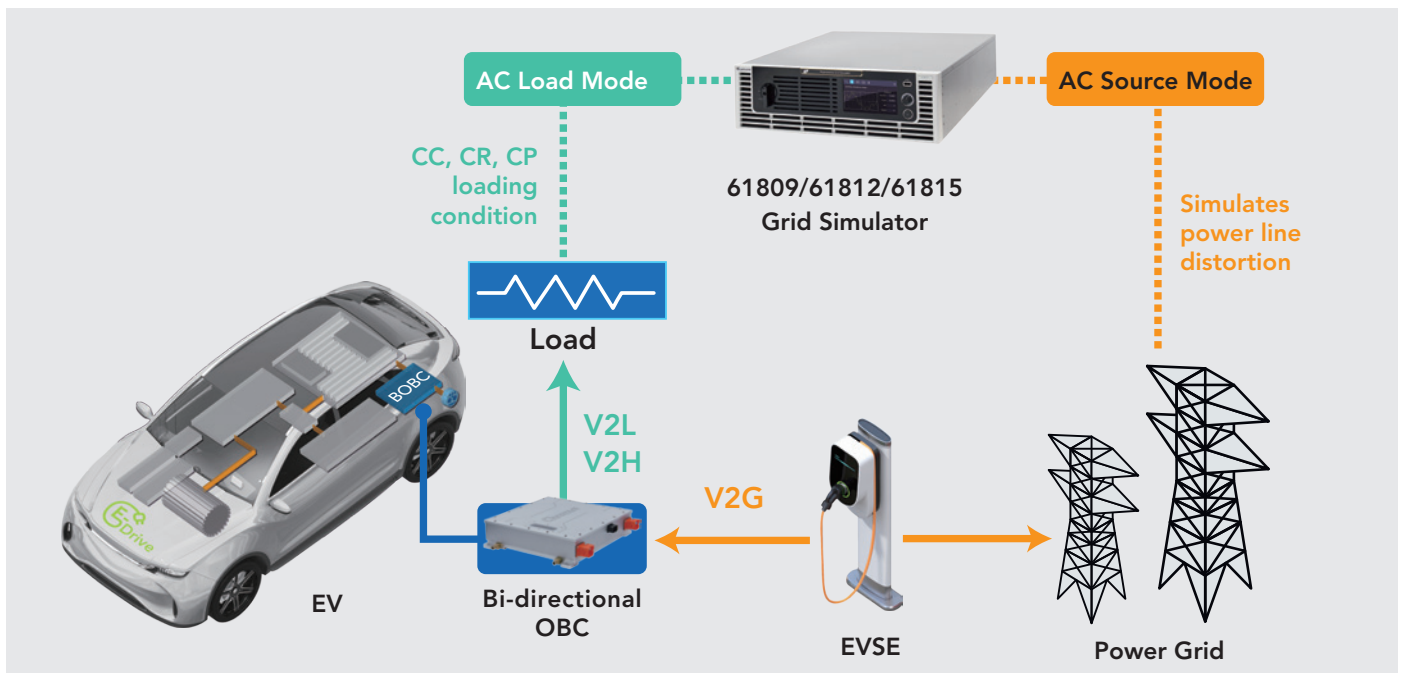 AC Load Mode
AC Source Mode
CC, CR, CP
loading
condition
61809/61812/61815
Grid Simulator
Simulates
power line
distortion
Load
BOBC
V2L
V2H
V2G
E
Drive
EV
Bi-directional
OBC
EVSE
Power Grid